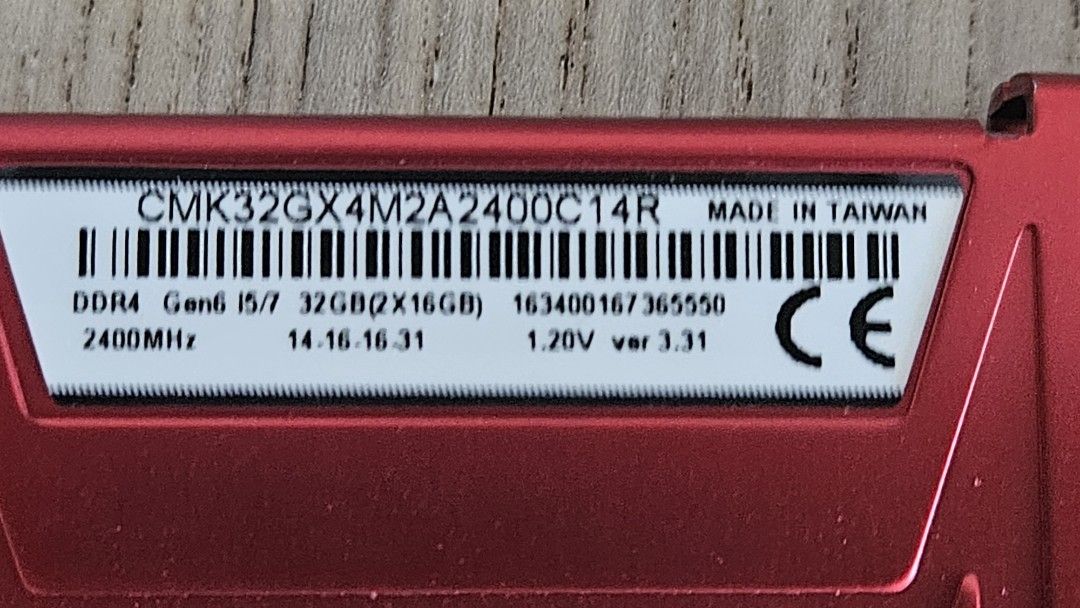 CMK32GX4M2A2400C14R MADE IN TAIWAN
DDR4 Gen6 I5/7 32GB(2X16GB) 163400167365550
2400MHz 14-16-16-31 1.20V ver 3.31
CE